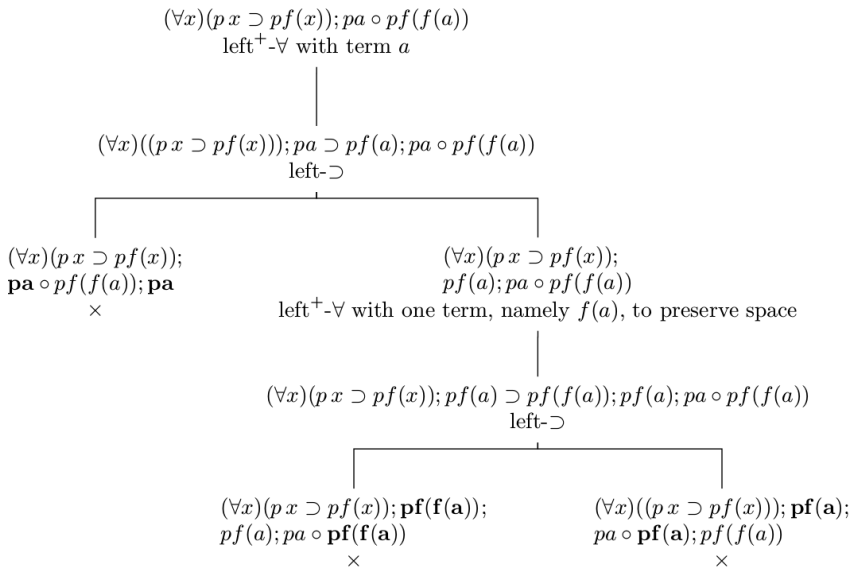 (∀x)(p x ⊃ pf(x)); pa ∘ pf(f(a))
left⁺-∀ with term a
(∀x)((p x ⊃ pf(x))); pa ⊃ pf(a); pa ∘ pf(f(a))
left-⊃
(∀x)(p x ⊃ pf(x));
pa ∘ pf(f(a)); pa
×
(∀x)(p x ⊃ pf(x));
pf(a); pa ∘ pf(f(a))
left⁺-∀ with one term, namely f(a), to preserve space
(∀x)(p x ⊃ pf(x)); pf(a) ⊃ pf(f(a)); pf(a); pa ∘ pf(f(a))
left-⊃
(∀x)(p x ⊃ pf(x)); pf(f(a));
pf(a); pa ∘ pf(f(a))
×
(∀x)((p x ⊃ pf(x))); pf(a);
pa ∘ pf(a); pf(f(a))
×